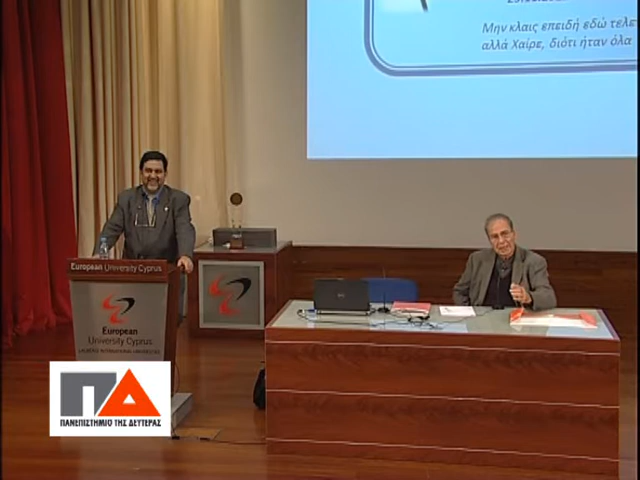 Μην κλαις επειδή εδώ τελε
αλλά Χαίρε, διότι ήταν όλα
European University Cyprus
European
University Cyprus
ΠΔ
ΠΑΝΕΠΙΣΤΗΜΙΟ ΤΗΣ ΔΕΥΤΕΡΑΣ